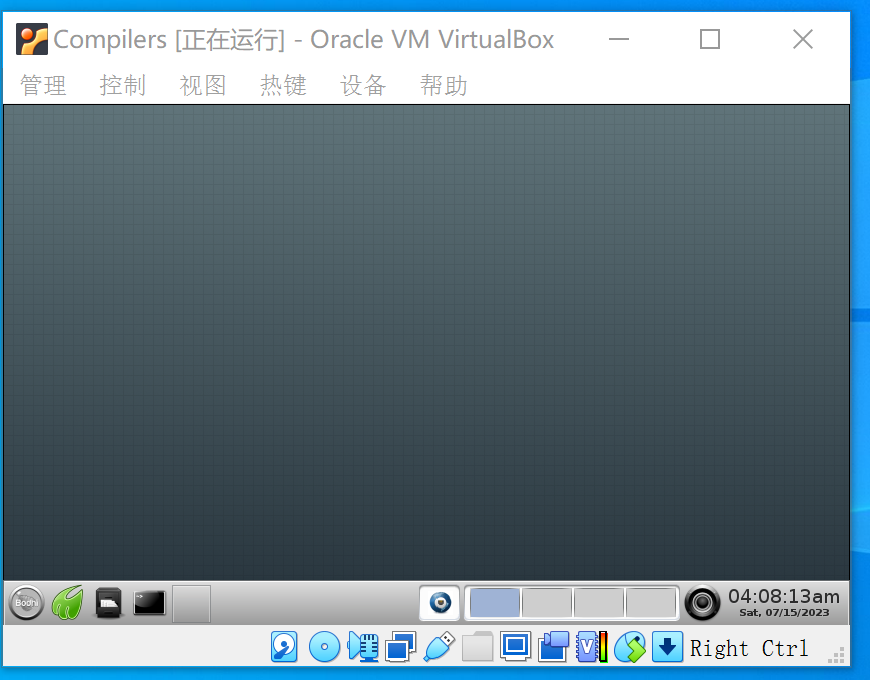 Compilers [正在运行] - Oracle VM VirtualBox
管理 控制 视图 热键 设备 帮助
Bodhi
04:08:13am
Sat, 07/15/2023
V
Right Ctrl